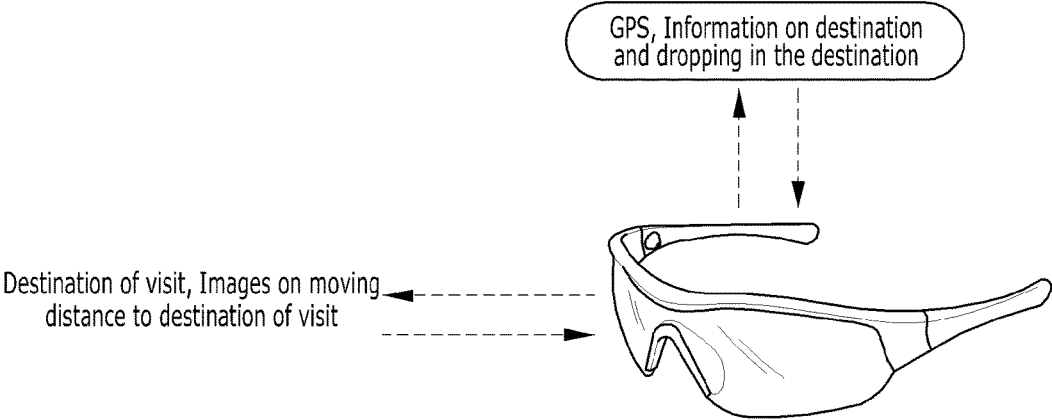 GPS, Information on destination
and dropping in the destination
Destination of visit, Images on moving
distance to destination of visit